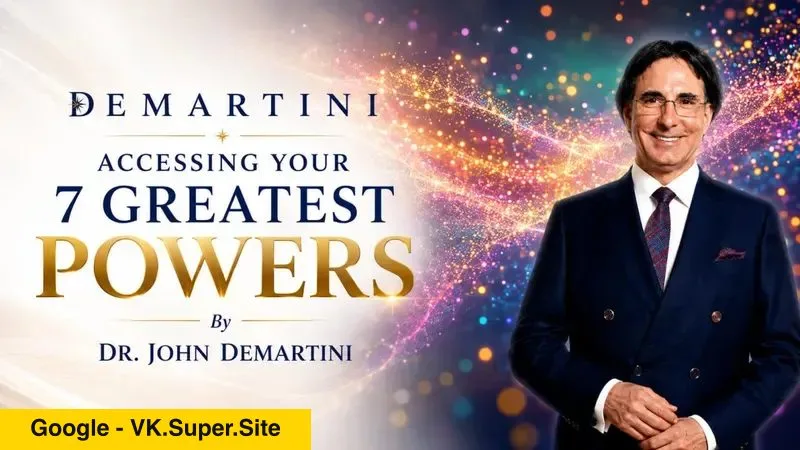 DEMARTINI
ACCESSING YOUR
7 GREATEST
POWERS
By
DR. JOHN DEMARTINI
Google - VK.Super.Site